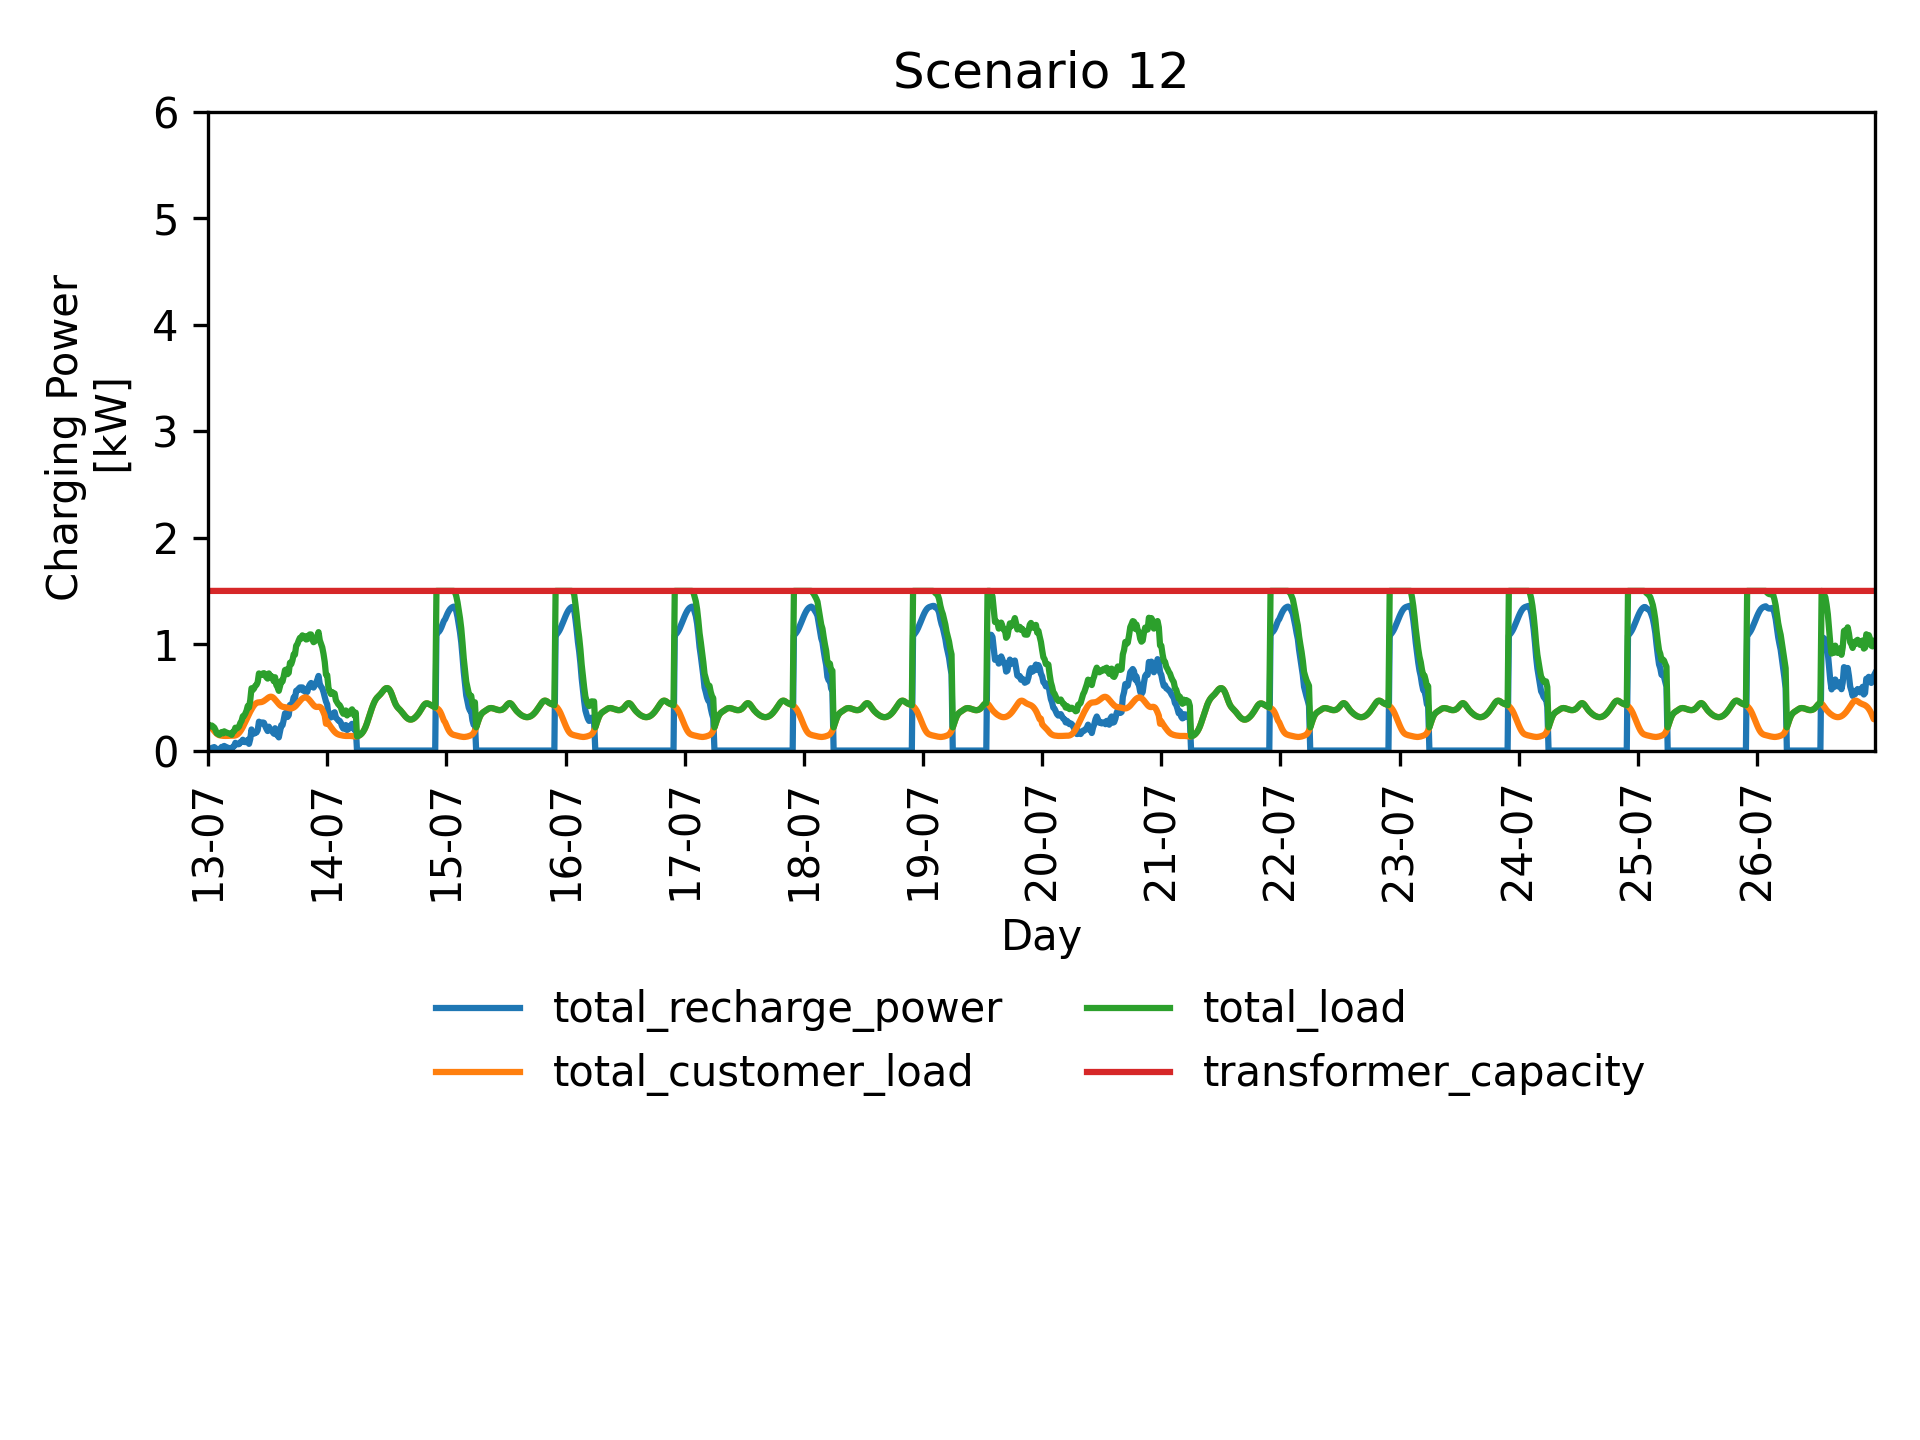 Scenario 12
6
5
4
3
2
1
0
Charging Power
[kW]
13-07
14-07
15-07
16-07
17-07
18-07
19-07
20-07
21-07
22-07
23-07
24-07
25-07
26-07
Day
total_recharge_power
total_customer_load
total_load
transformer_capacity